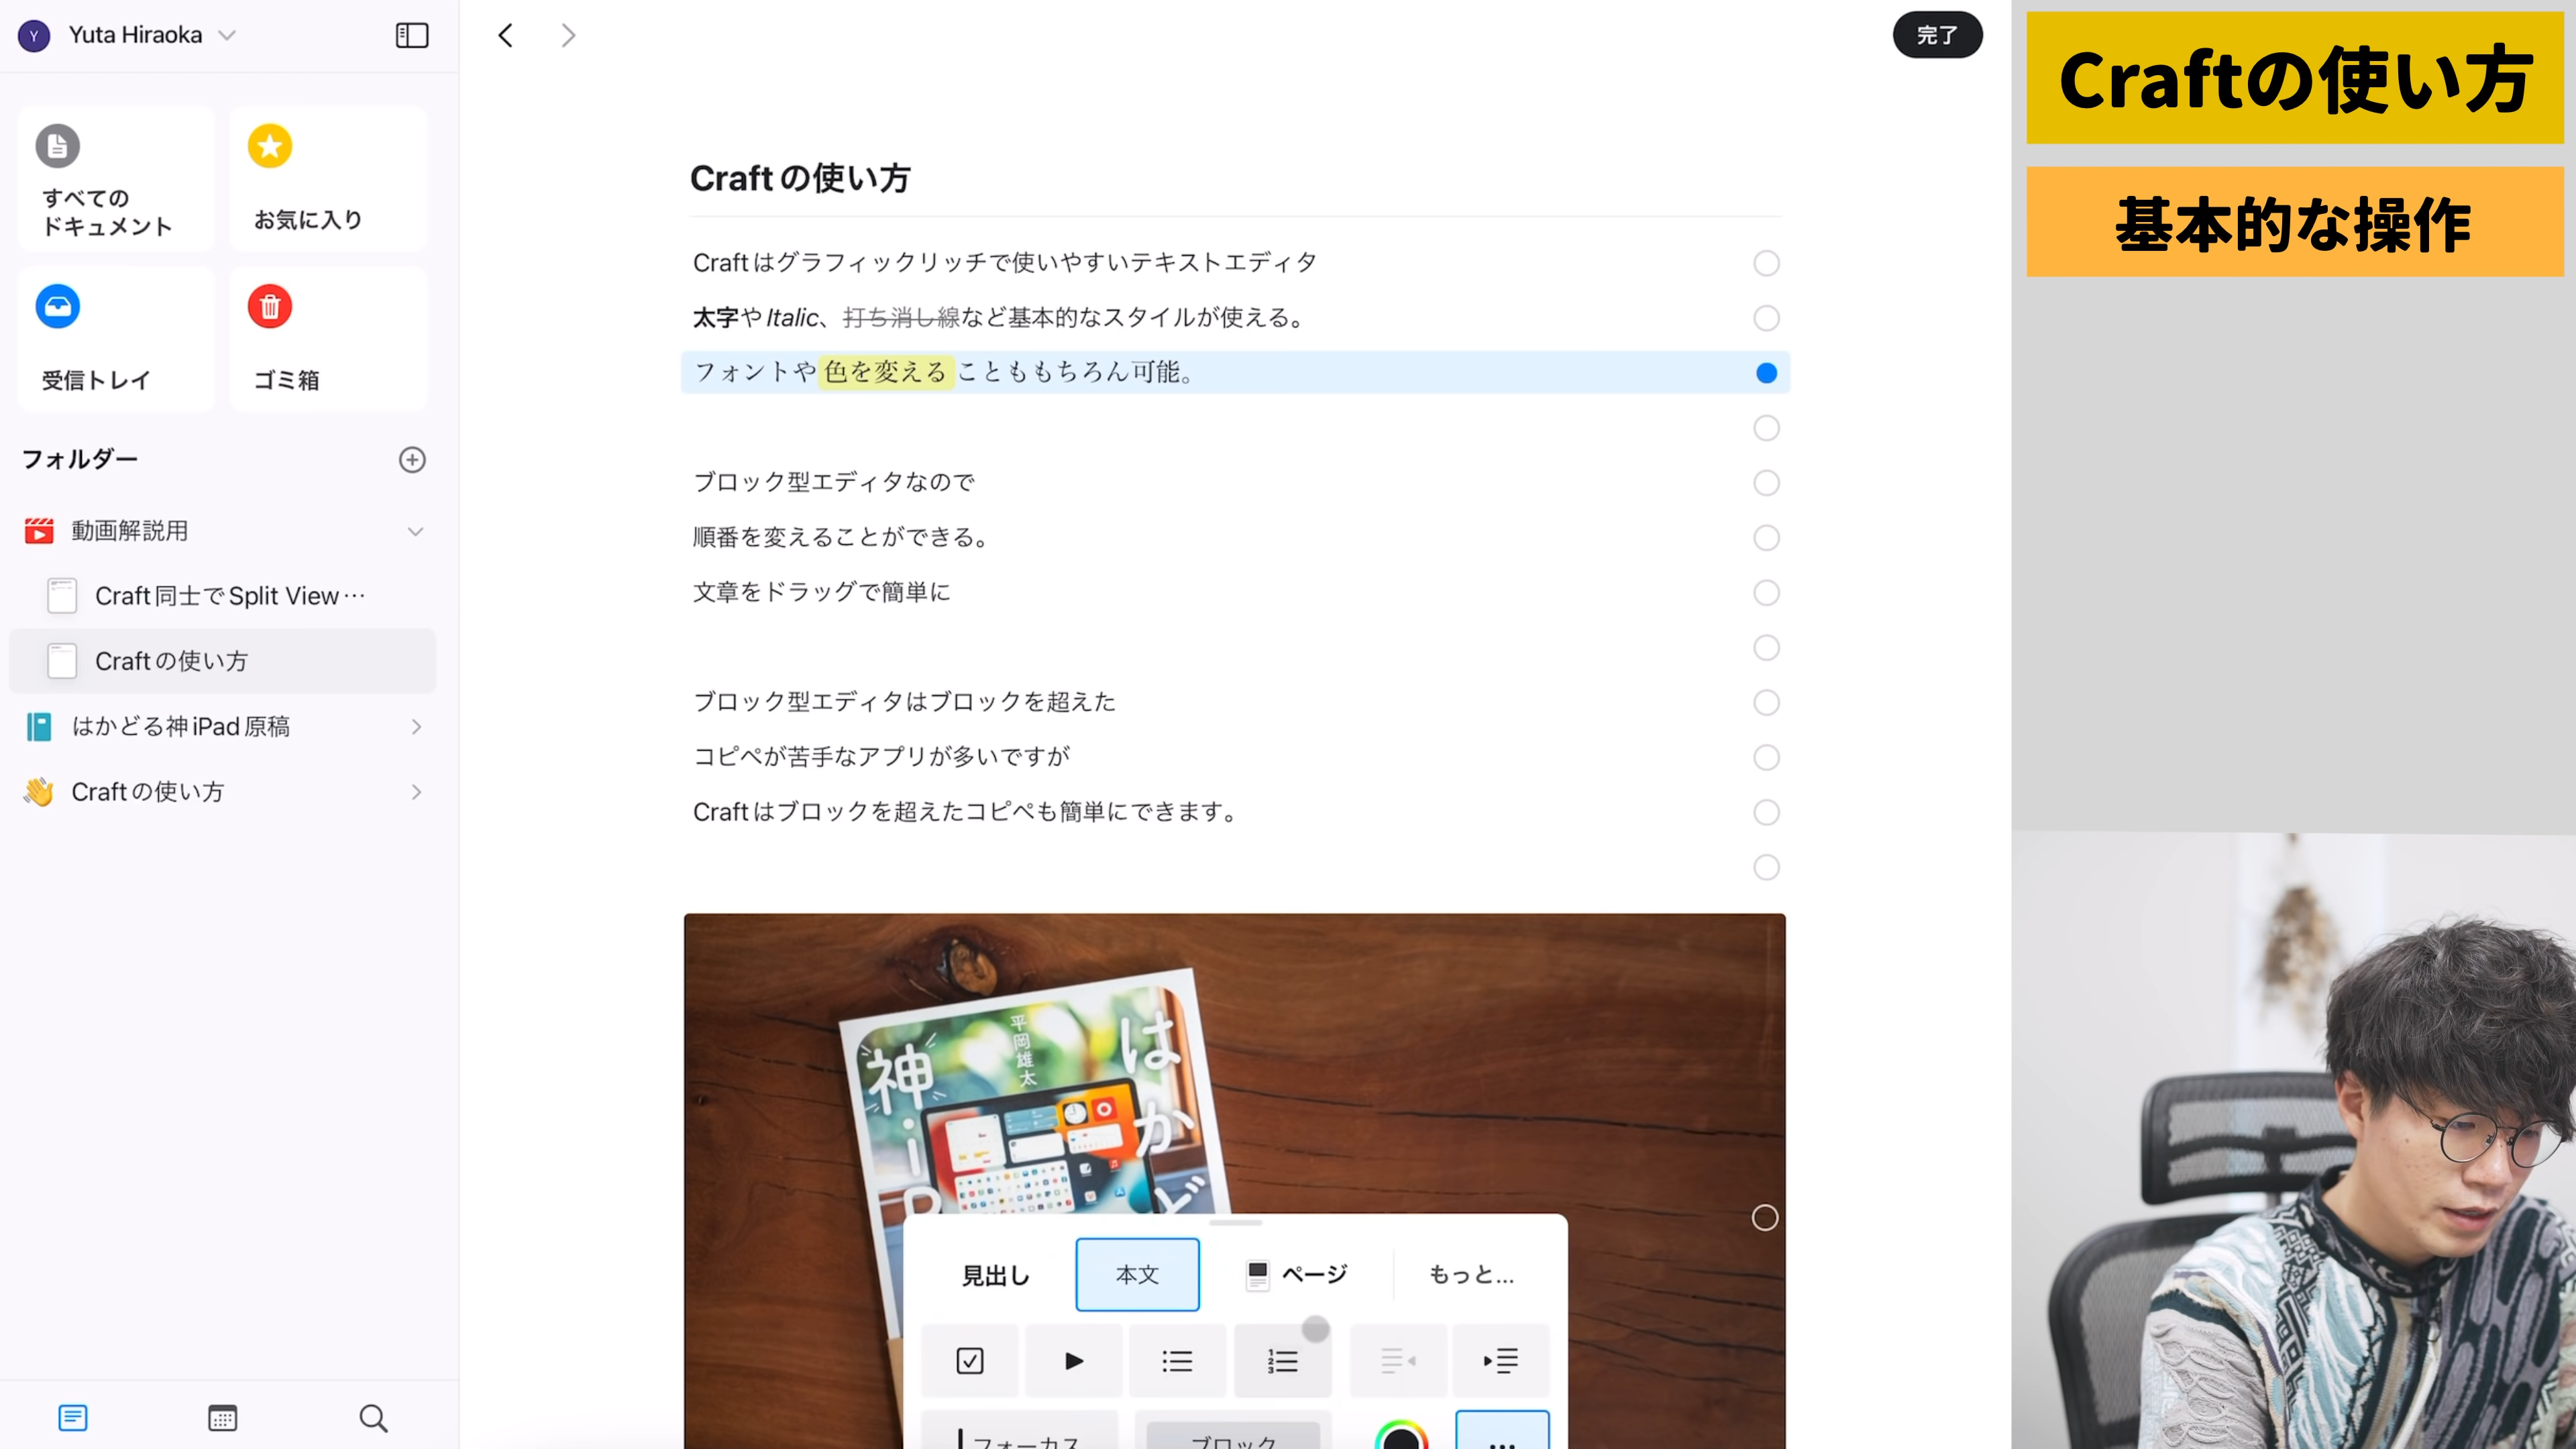 Y
Yuta Hiraoka
すべての
ドキュメント
お気に入り
受信トレイ
ゴミ箱
フォルダー
動画解説用
Craft同士でSplit View…
Craftの使い方
はかどる神iPad原稿
Craftの使い方
完了
Craftの使い方
Craftはグラフィックリッチで使いやすいテキストエディタ
太字やItalic、打ち消し線など基本的なスタイルが使える。
フォントや色を変えることももちろん可能。
ブロック型エディタなので
順番を変えることができる。
文章をドラッグで簡単に
ブロック型エディタはブロックを超えた
コピペが苦手なアプリが多いですが
Craftはブロックを超えたコピペも簡単にできます。
はかど
平岡雄太
神iP
見出し
本文
ページ
もっと...
フォーカス
ブロック
Craftの使い方
基本的な操作